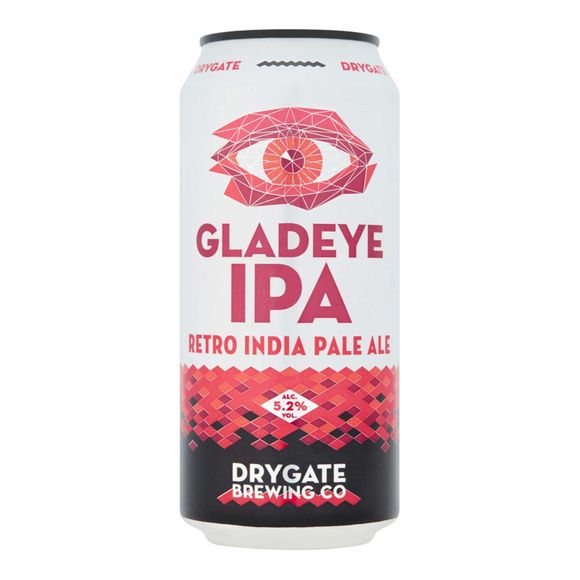 DRYGATE DRYGATE
GLADEYE
IPA
RETRO INDIA PALE ALE
ALC.
5.2%
VOL.
DRYGATE
BREWING CO